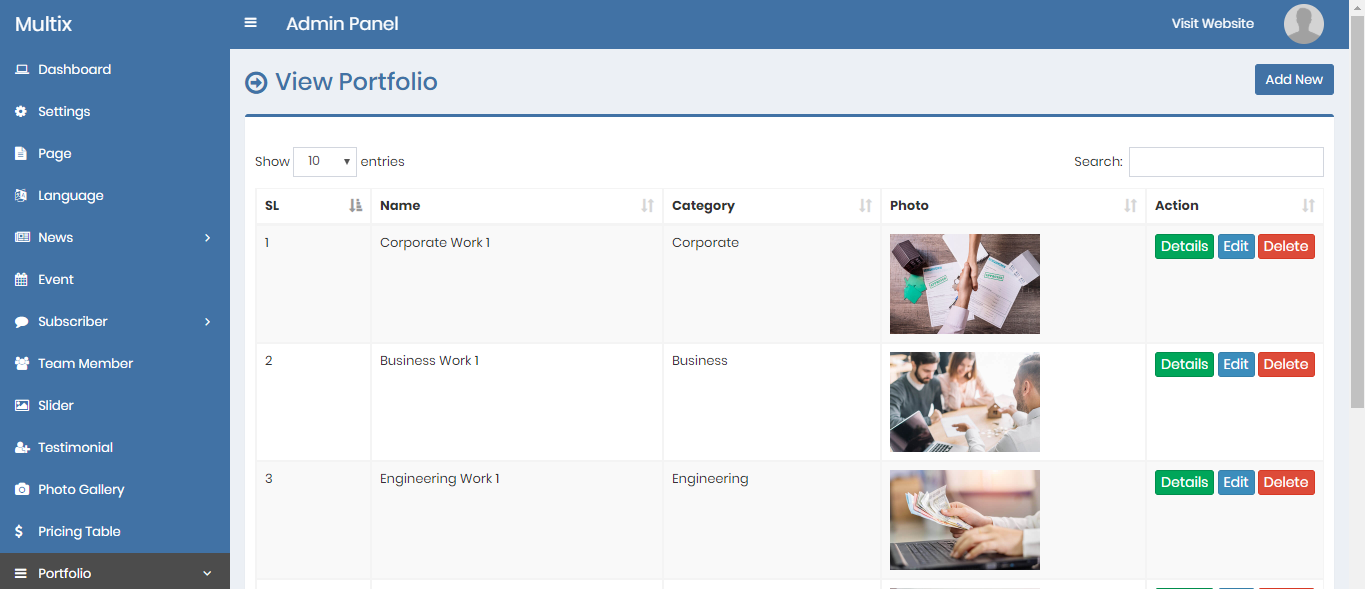 Multix
Admin Panel
Visit Website
Dashboard
Settings
Page
Language
News
Event
Subscriber
Team Member
Slider
Testimonial
Photo Gallery
Pricing Table
Portfolio
View Portfolio
Add New
Show 10 entries
Search:
SL Name Category Photo Action
1 Corporate Work 1 Corporate Details Edit Delete
2 Business Work 1 Business Details Edit Delete
3 Engineering Work 1 Engineering Details Edit Delete